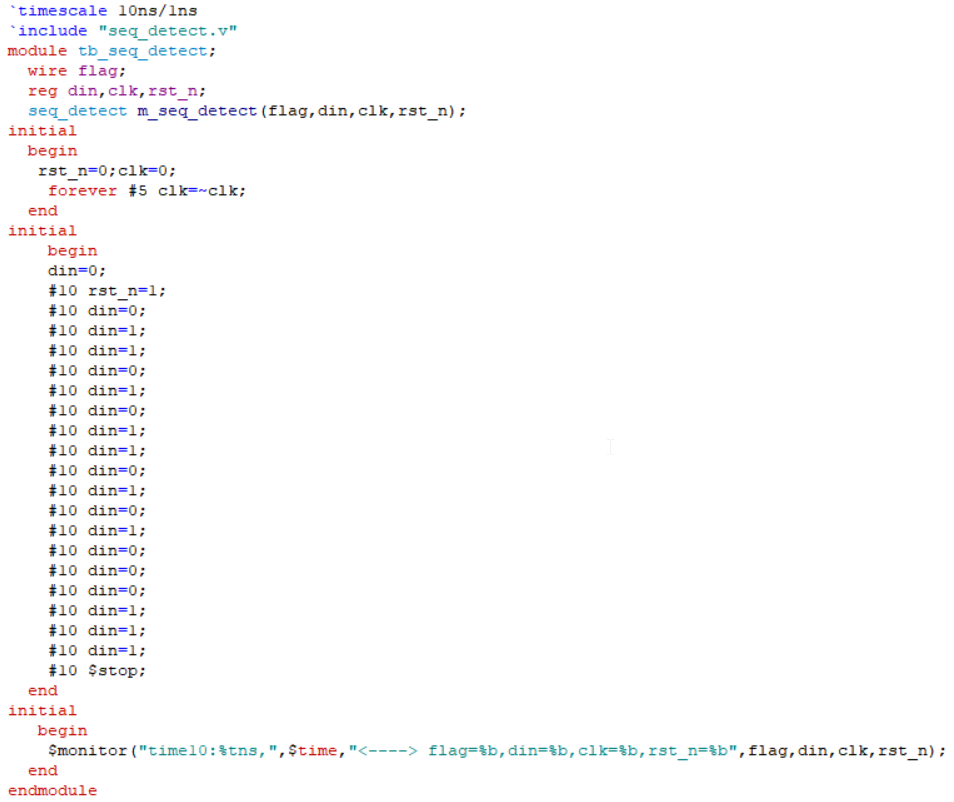 `timescale 10ns/1ns
`include "seq_detect.v"
module tb_seq_detect;
wire flag;
reg din,clk,rst_n;
seq_detect m_seq_detect(flag,din,clk,rst_n);
initial
begin
rst_n=0;clk=0;
forever #5 clk=~clk;
end
initial
begin
din=0;
#10 rst_n=1;
#10 din=0;
#10 din=1;
#10 din=1;
#10 din=0;
#10 din=1;
#10 din=0;
#10 din=1;
#10 din=1;
#10 din=0;
#10 din=1;
#10 din=0;
#10 din=1;
#10 din=0;
#10 din=0;
#10 din=0;
#10 din=1;
#10 din=1;
#10 din=1;
#10 $stop;
end
initial
begin
$monitor("time10:%tns,",$time,"<----> flag=%b,din=%b,clk=%b,rst_n=%b",flag,din,clk,rst_n);
end
endmodule